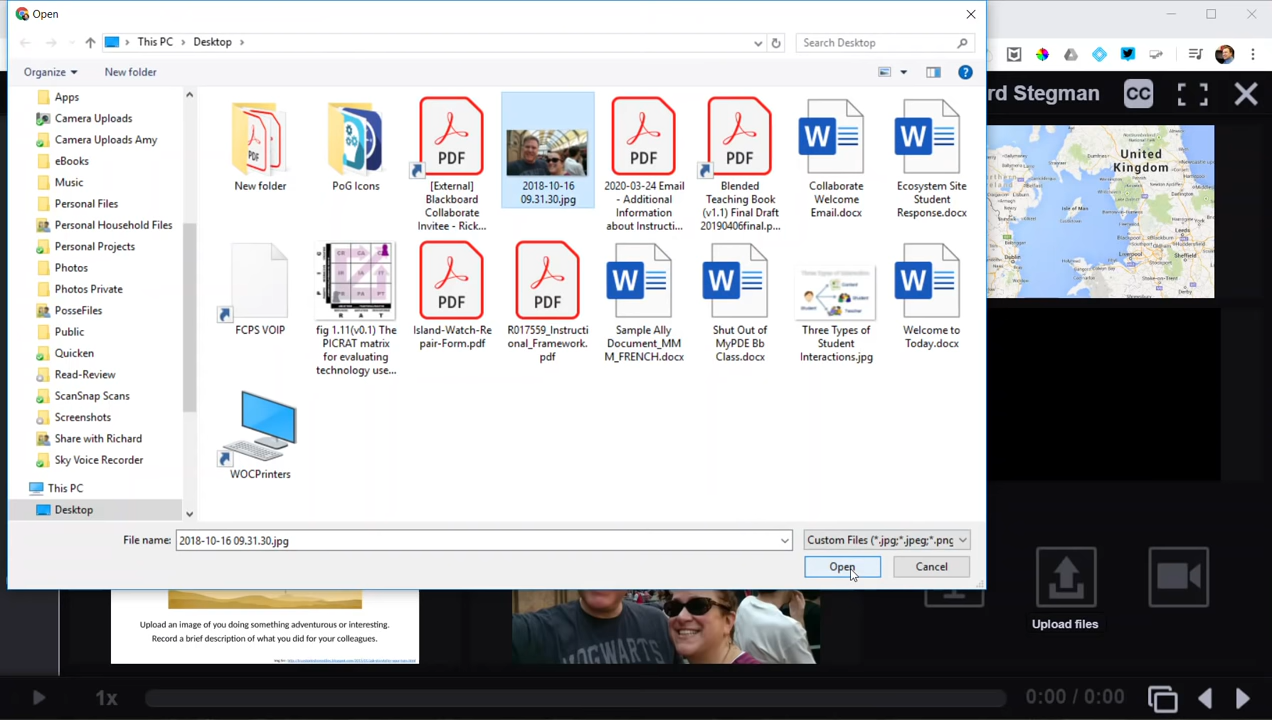 Open
This PC
Desktop
Search Desktop
Organize
New folder
Apps
Camera Uploads
Camera Uploads Amy
eBooks
Music
Personal Files
Personal Household Files
Personal Projects
Photos
Photos Private
PosseFiles
Public
Quicken
Read-Review
ScanSnap Scans
Screenshots
Share with Richard
Sky Voice Recorder
This PC
Desktop
New folder
PoG Icons
PDF
[External]
Blackboard
Collaborate
Invitee - Rick...
2018-10-16
09.31.30.jpg
PDF
2020-03-24 Email
- Additional
Information
about Instructi...
PDF
Blended
Teaching Book
(v1.1) Final Draft
20190406final.p...
W
Collaborate
Welcome
Email.docx
W
Ecosystem Site
Student
Response.docx
FCPS VOIP
fig 1.11(v0.1) The
PICRAT matrix
for evaluating
technology use...
PDF
Island-Watch-Re
pair-Form.pdf
PDF
R017559_Instructi
onal_Framework.
pdf
W
Sample Ally
Document_MM
M_FRENCH.docx
W
Shut Out of
MyPDE Bb
Class.docx
Three Types of
Student
Interactions.jpg
W
Welcome to
Today.docx
WOCPrinters
File name:
2018-10-16 09.31.30.jpg
Custom Files (*.jpg;*.jpeg;*.png
Open
Cancel
rd Stegman
CC
United
Kingdom
Isle of Man
Dublin
Manchester
Upload files
Upload an image of you doing something adventurous or interesting.
Record a brief description of what you did for your colleagues.
HOGWARTS
1x
0:00 / 0:00